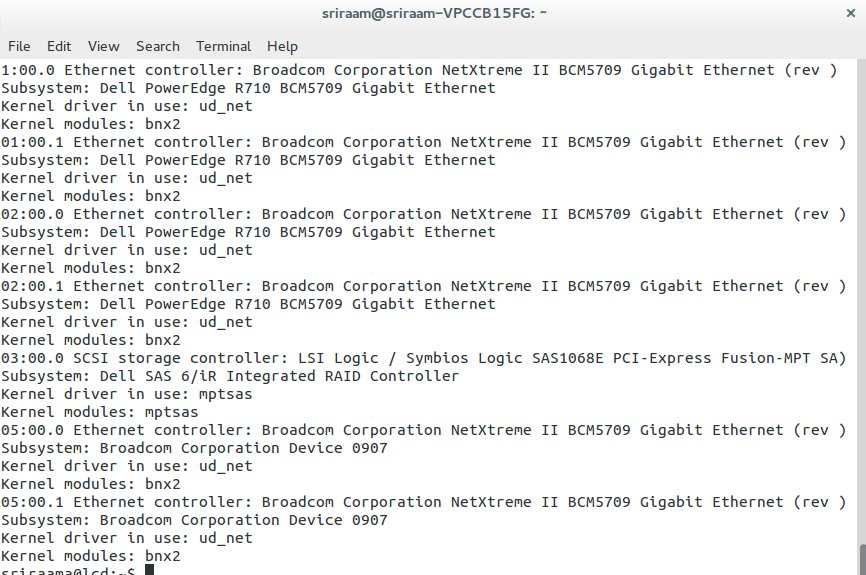 sriraam@sriraam-VPCCB15FG: ~
File Edit View Search Terminal Help
1:00.0 Ethernet controller: Broadcom Corporation NetXtreme II BCM5709 Gigabit Ethernet (rev )
Subsystem: Dell PowerEdge R710 BCM5709 Gigabit Ethernet
Kernel driver in use: ud_net
Kernel modules: bnx2
01:00.1 Ethernet controller: Broadcom Corporation NetXtreme II BCM5709 Gigabit Ethernet (rev )
Subsystem: Dell PowerEdge R710 BCM5709 Gigabit Ethernet
Kernel driver in use: ud_net
Kernel modules: bnx2
02:00.0 Ethernet controller: Broadcom Corporation NetXtreme II BCM5709 Gigabit Ethernet (rev )
Subsystem: Dell PowerEdge R710 BCM5709 Gigabit Ethernet
Kernel driver in use: ud_net
Kernel modules: bnx2
02:00.1 Ethernet controller: Broadcom Corporation NetXtreme II BCM5709 Gigabit Ethernet (rev )
Subsystem: Dell PowerEdge R710 BCM5709 Gigabit Ethernet
Kernel driver in use: ud_net
Kernel modules: bnx2
03:00.0 SCSI storage controller: LSI Logic / Symbios Logic SAS1068E PCI-Express Fusion-MPT SA)
Subsystem: Dell SAS 6/iR Integrated RAID Controller
Kernel driver in use: mptsas
Kernel modules: mptsas
05:00.0 Ethernet controller: Broadcom Corporation NetXtreme II BCM5709 Gigabit Ethernet (rev )
Subsystem: Broadcom Corporation Device 0907
Kernel driver in use: ud_net
Kernel modules: bnx2
05:00.1 Ethernet controller: Broadcom Corporation NetXtreme II BCM5709 Gigabit Ethernet (rev )
Subsystem: Broadcom Corporation Device 0907
Kernel driver in use: ud_net
Kernel modules: bnx2
sriraama@lcd:~$